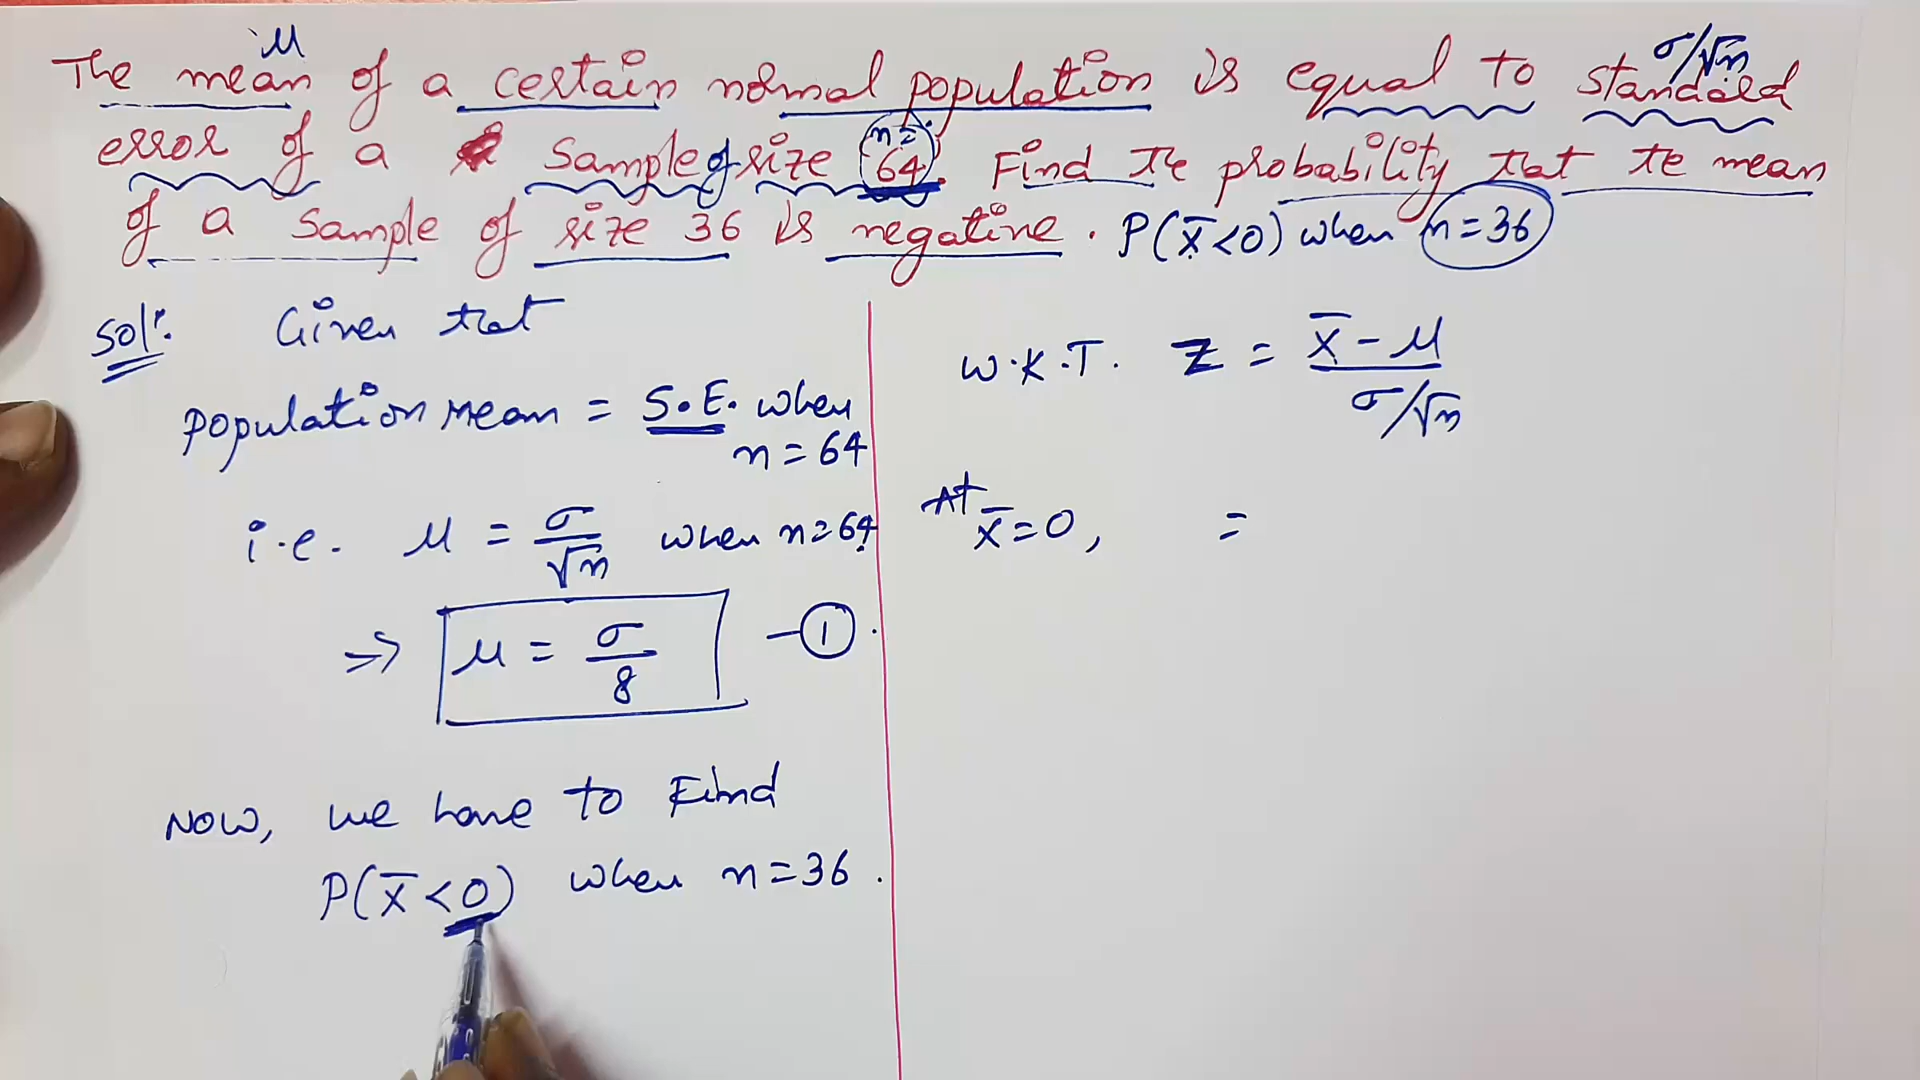 μ
σ/√n
The mean of a certain normal population is equal to standard
error of a sample of size 64. Find the probability that te mean
n=
of a sample of size 36 is negative. P(x̄<0) when n=36
Sol:
Given that
Population mean = S.E. when
n=64
i.e. μ = σ/√n when n=64
⇒ μ = σ/8 —①.
Now, we have to Find
P(x̄<0) when n=36.
W.K.T. Z = (x̄-μ)/(σ/√n)
At x̄=0, =